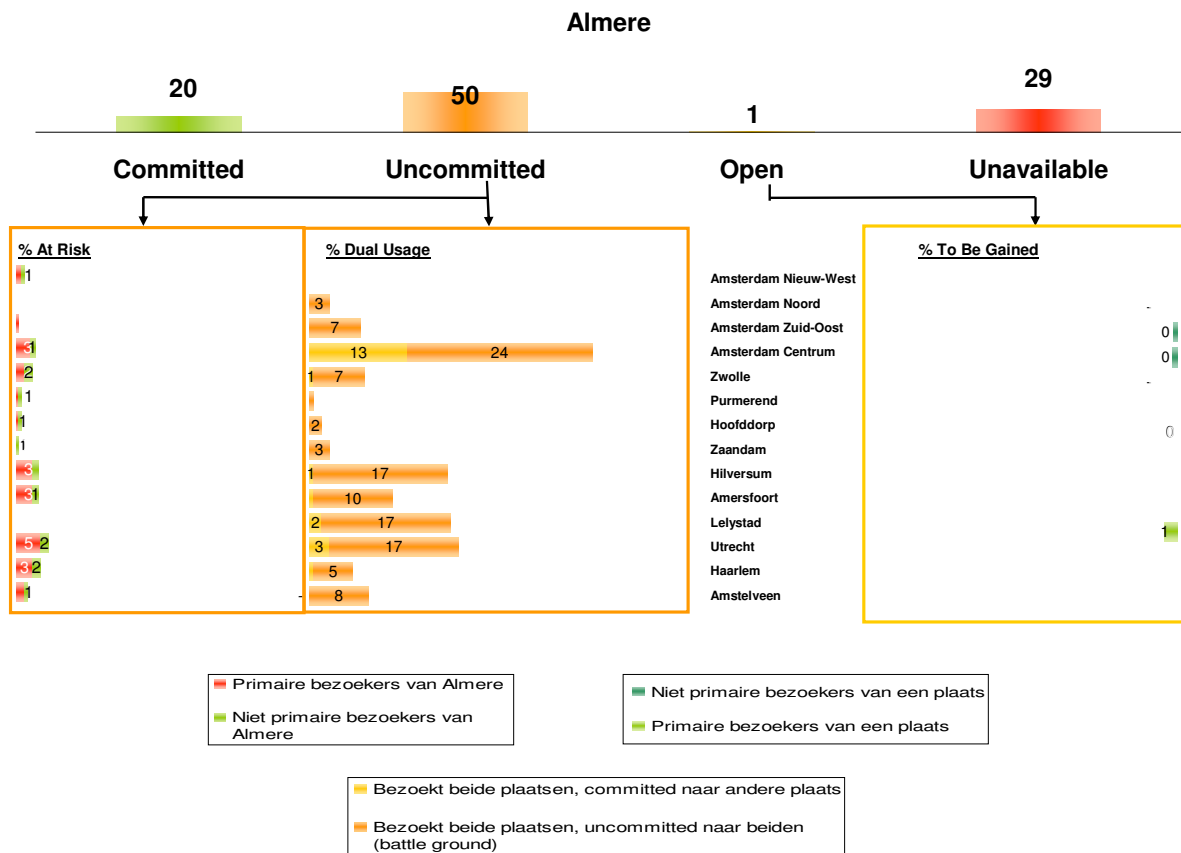 Almere
20
50
1
29
Committed
Uncommitted
Open
Unavailable
% At Risk
% Dual Usage
% To Be Gained
1
Amsterdam Nieuw-West
3
Amsterdam Noord
-
7
Amsterdam Zuid-Oost
0
3 1
13 24
Amsterdam Centrum
0
2
1 7
Zwolle
-
1
Purmerend
1
2
Hoofddorp
0
1
3
Zaandam
3
1 17
Hilversum
3 1
10
Amersfoort
2 17
Lelystad
1
5 2
3 17
Utrecht
3 2
5
Haarlem
1
- 8
Amstelveen
Primaire bezoekers van Almere
Niet primaire bezoekers van
Almere
Niet primaire bezoekers van een plaats
Primaire bezoekers van een plaats
Bezoekt beide plaatsen, committed naar andere plaats
Bezoekt beide plaatsen, uncommitted naar beiden
(battle ground)